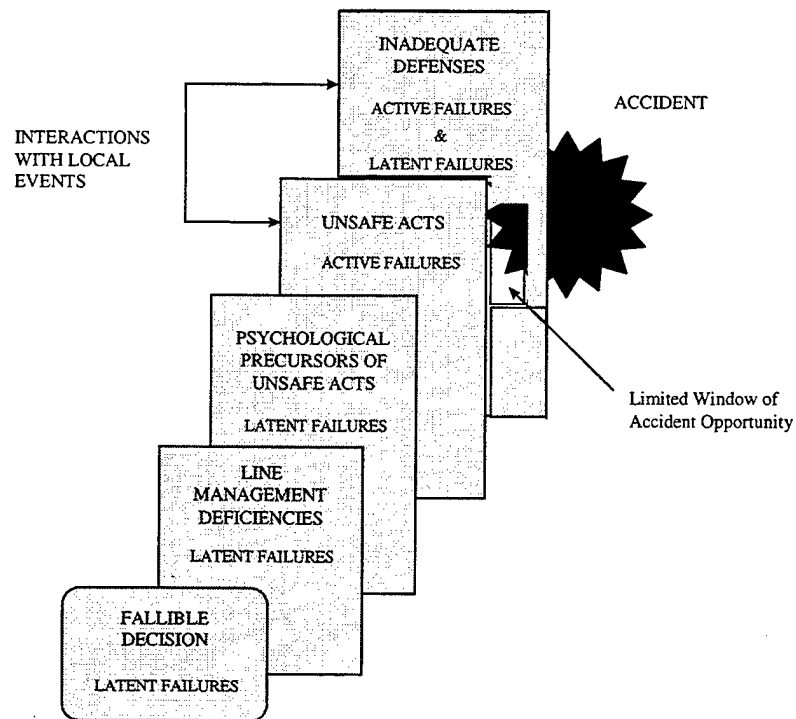 INADEQUATE
DEFENSES
ACTIVE FAILURES
&
LATENT FAILURES
ACCIDENT
INTERACTIONS
WITH LOCAL
EVENTS
UNSAFE ACTS
ACTIVE FAILURES
PSYCHOLOGICAL
PRECURSORS OF
UNSAFE ACTS
LATENT FAILURES
Limited Window of
Accident Opportunity
LINE
MANAGEMENT
DEFICIENCIES
LATENT FAILURES
FALLIBLE
DECISION
LATENT FAILURES